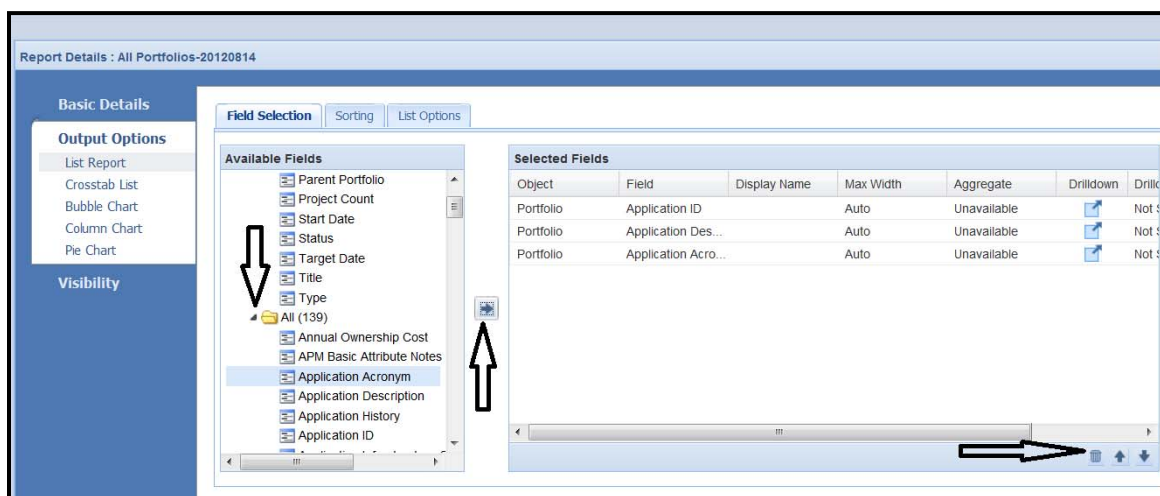 Report Details : All Portfolios-20120814
Basic Details
Output Options
List Report
Crosstab List
Bubble Chart
Column Chart
Pie Chart
Visibility
Field Selection Sorting List Options
Available Fields
Parent Portfolio
Project Count
Start Date
Status
Target Date
Title
Type
All (139)
Annual Ownership Cost
APM Basic Attribute Notes
Application Acronym
Application Description
Application History
Application ID
Selected Fields
Object Field Display Name Max Width Aggregate Drilldown Drillc
Portfolio Application ID Auto Unavailable Not
Portfolio Application Des... Auto Unavailable Not
Portfolio Application Acro... Auto Unavailable Not